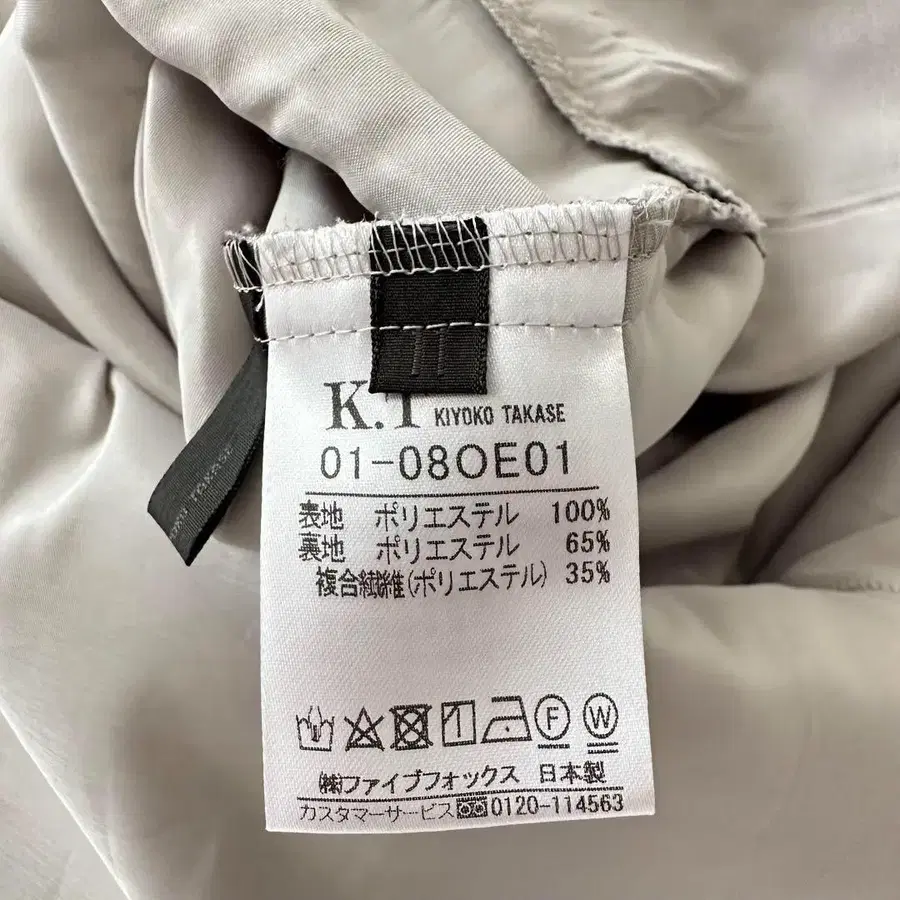 K.T KIYOKO TAKASE
01-08OE01
表地 ポリエステル 100%
裏地 ポリエステル 65%
複合繊維(ポリエステル) 35%
F W
(株)ファイブフォックス 日本製
カスタマーサービス 0120-114563
11
TAKASE